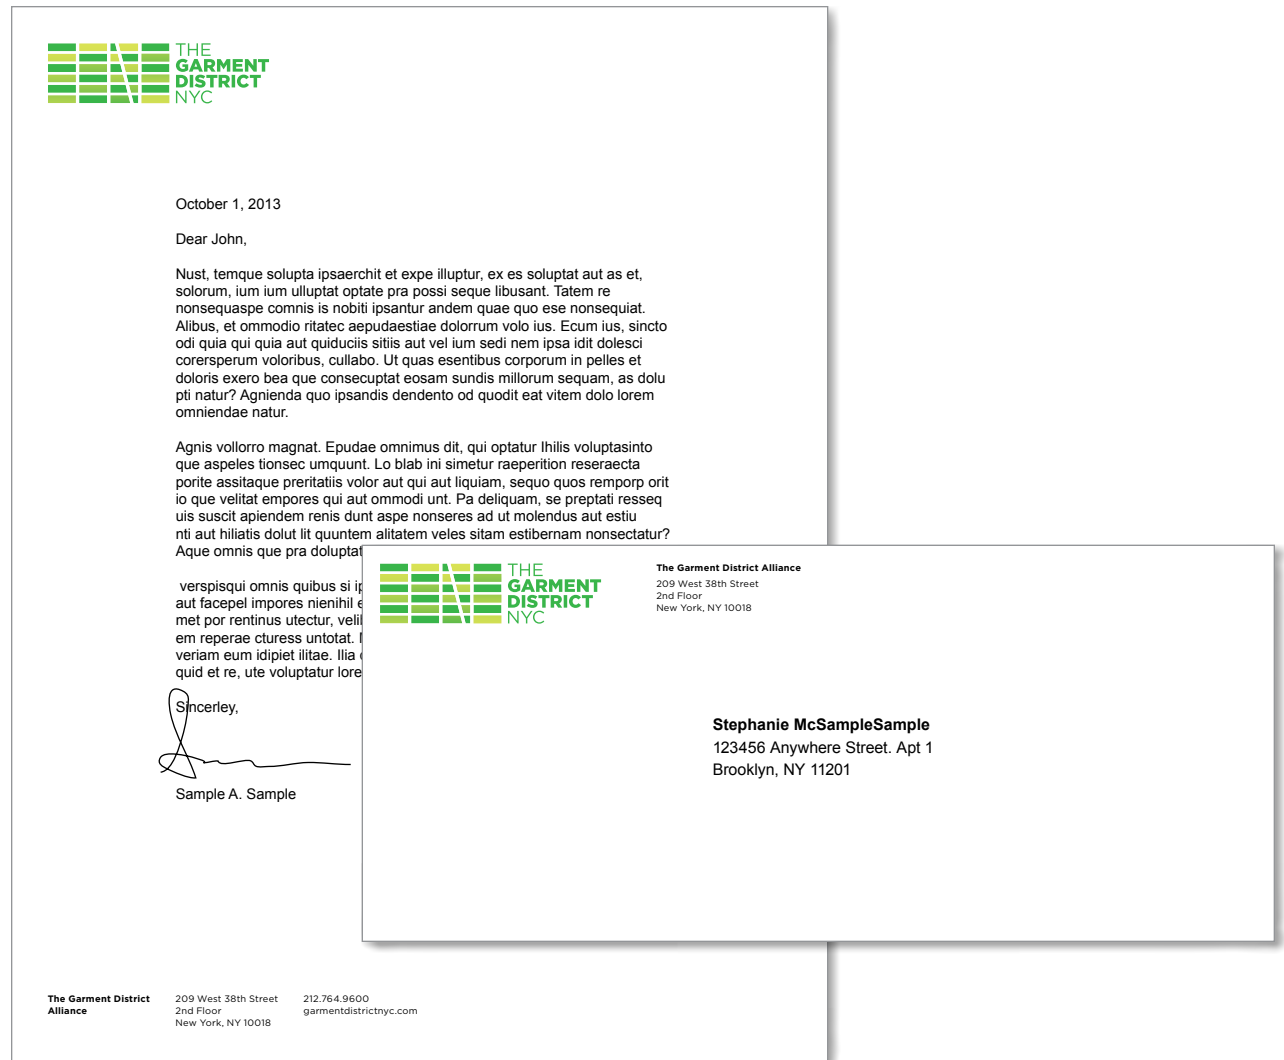 THE
GARMENT
DISTRICT
NYC
October 1, 2013
Dear John,
Nust, temque solupta ipsaerchit et expe illuptur, ex es soluptat aut as et,
solorum, ium ium ulluptat optate pra possi seque libusant. Tatem re
nonsequaspe comnis is nobiti ipsantur andem quae quo ese nonsequiat.
Alibus, et ommodio ritatec aepudaestiae dolorrum volo ius. Ecum ius, sincto
odi quia qui quia aut quiduciis sitiis aut vel ium sedi nem ipsa idit dolesci
corersperum voloribus, cullabo. Ut quas esentibus corporum in pelles et
doloris exero bea que consecuptat eosam sundis millorum sequam, as dolu
pti natur? Agnienda quo ipsandis dendento od quodit eat vitem dolo lorem
omniendae natur.
Agnis vollorro magnat. Epudae omnimus dit, qui optatur Ihilis voluptasinto
que aspeles tionsec umquunt. Lo blab ini simetur raeperition reseraecta
porite assitaque preritatiis volor aut qui aut liquiam, sequo quos remporp orit
io que velitat empores qui aut ommodi unt. Pa deliquam, se preptati resseq
uis suscit apiendem renis dunt aspe nonseres ad ut molendus aut estiu
nti aut hiliatis dolut lit quuntem alitatem veles sitam estibernam nonsectatur?
Aque omnis que pra doluptat
verspisqui omnis quibus si
aut facepel impores nienihil
met por rentinus utectur,
em reperae cturess untotat.
veriam eum idipiet ilitae. Ilia
quid et re, ute voluptatur
Sincerley,
Sample A. Sample
The Garment District
Alliance
209 West 38th Street
2nd Floor
New York, NY 10018
212.764.9600
garmentdistrictnyc.com
THE
GARMENT
DISTRICT
NYC
The Garment District Alliance
209 West 38th Street
2nd Floor
New York, NY 10018
Stephanie McSampleSample
123456 Anywhere Street. Apt 1
Brooklyn, NY 11201